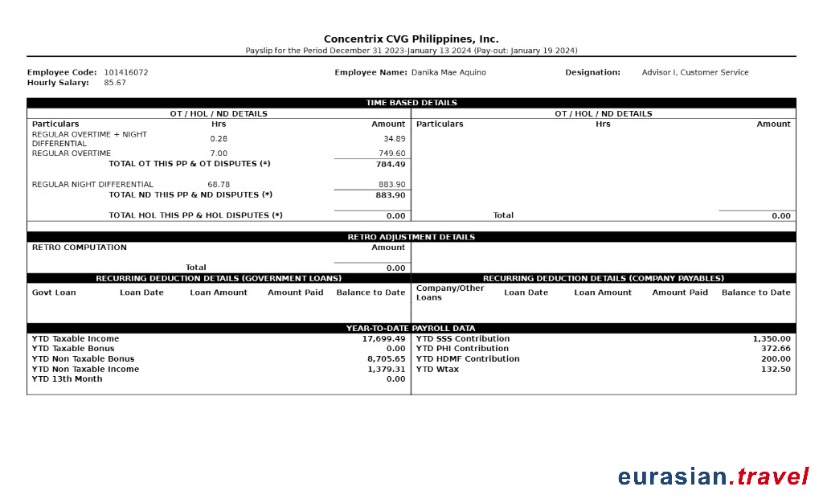 Concentrix CVG Philippines, Inc.
Payslip for the Period December 31 2023-January 13 2024 (Pay-out: January 19 2024)
Employee Code: 101416072 Employee Name: Danika Mae Aquino Designation: Advisor I, Customer Service
Hourly Salary: 85.67
TIME BASED DETAILS
OT / HOL / ND DETAILS OT / HOL / ND DETAILS
Particulars Hrs Amount Particulars Hrs Amount
REGULAR OVERTIME + NIGHT DIFFERENTIAL 0.28 34.89
REGULAR OVERTIME 7.00 749.60
TOTAL OT THIS PP & OT DISPUTES (*) 784.49
REGULAR NIGHT DIFFERENTIAL 68.78 883.90
TOTAL ND THIS PP & ND DISPUTES (*) 883.90
TOTAL HOL THIS PP & HOL DISPUTES (*) 0.00 Total 0.00
RETRO ADJUSTMENT DETAILS
RETRO COMPUTATION Amount
Total 0.00
RECURRING DEDUCTION DETAILS (GOVERNMENT LOANS) RECURRING DEDUCTION DETAILS (COMPANY PAYABLES)
Govt Loan Loan Date Loan Amount Amount Paid Balance to Date Company/Other Loans Loan Date Loan Amount Amount Paid Balance to Date
YEAR-TO-DATE PAYROLL DATA
YTD Taxable Income 17,699.49 YTD SSS Contribution 1,350.00
YTD Taxable Bonus 0.00 YTD PHI Contribution 372.66
YTD Non Taxable Bonus 8,705.65 YTD HDMF Contribution 200.00
YTD Non Taxable Income 1,379.31 YTD Wtax 132.50
YTD 13th Month 0.00
eurasian.travel